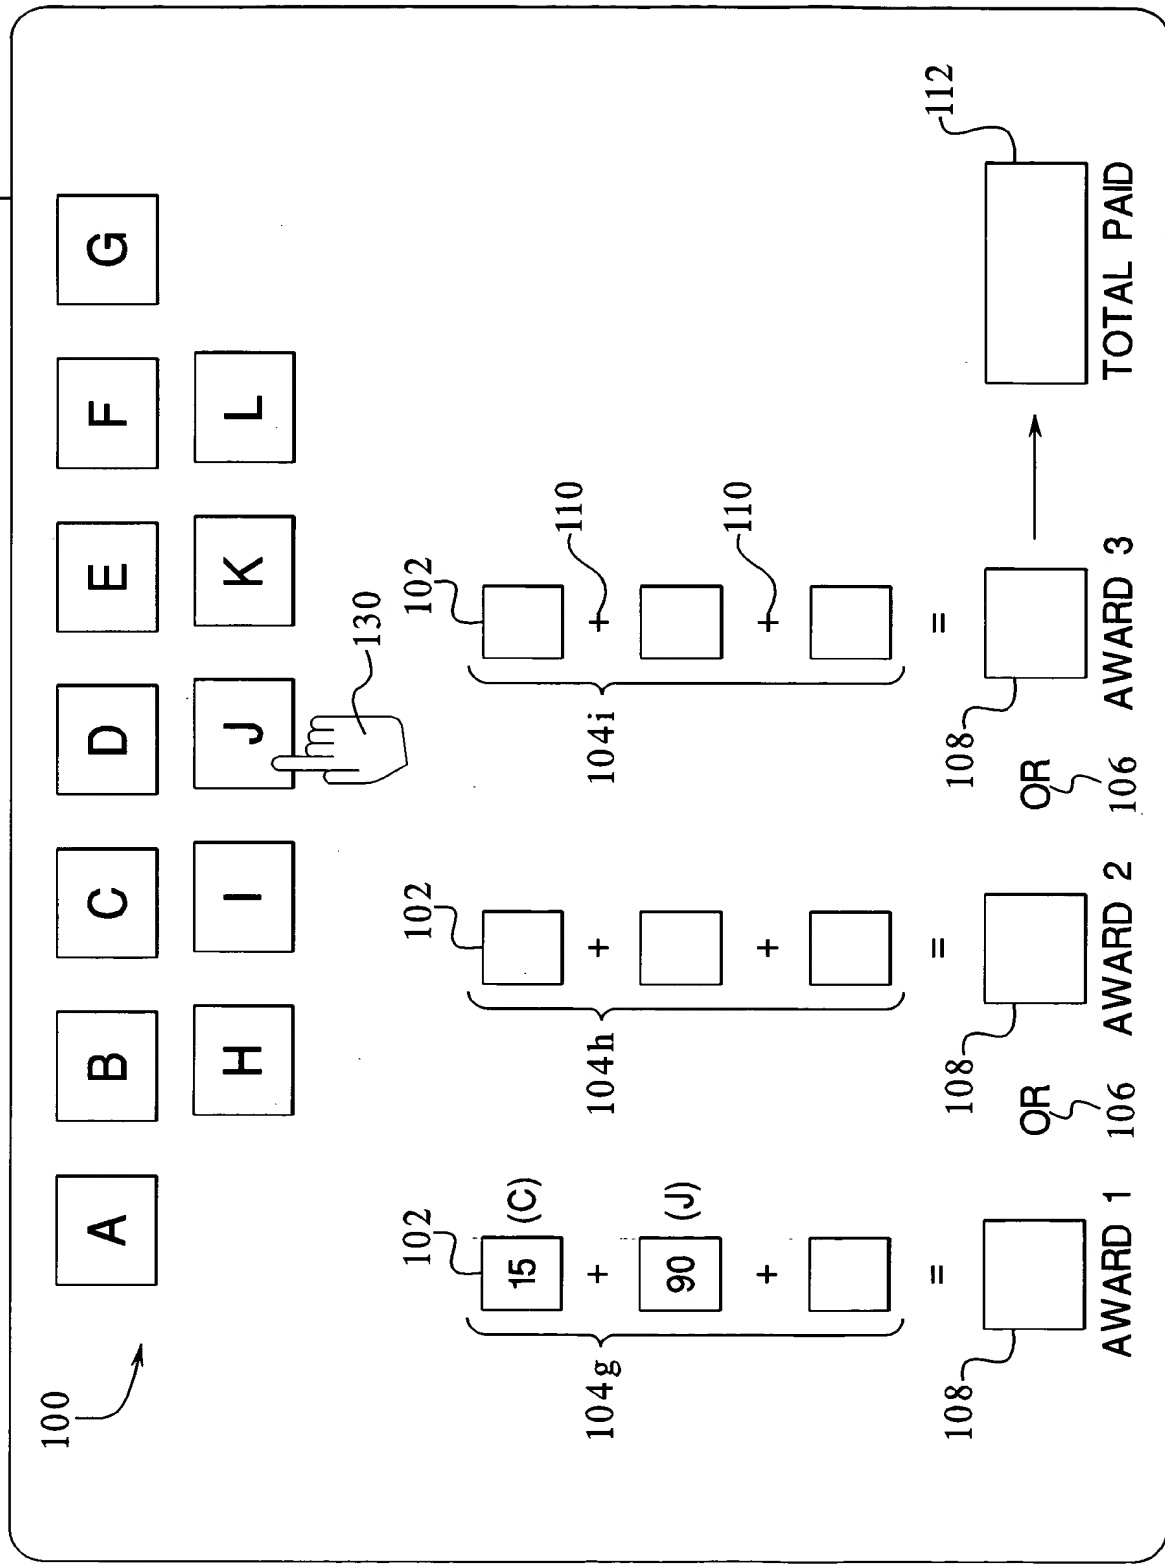 100
A B C D E F G
H I J K L
130
102 102 102
15 (C)
+ + + 110
104g 104h 104i
90 (J)
+ + + 110
= = =
108 108 108 112
OR OR
106 106
AWARD 1 AWARD 2 AWARD 3 TOTAL PAID